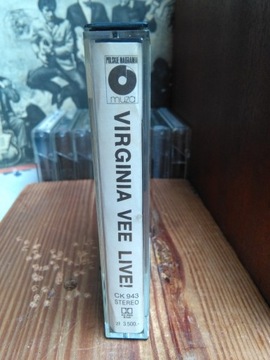 POLSKIE NAGRANIA
muza
VIRGINIA VEE LIVE!
CK 943
STEREO